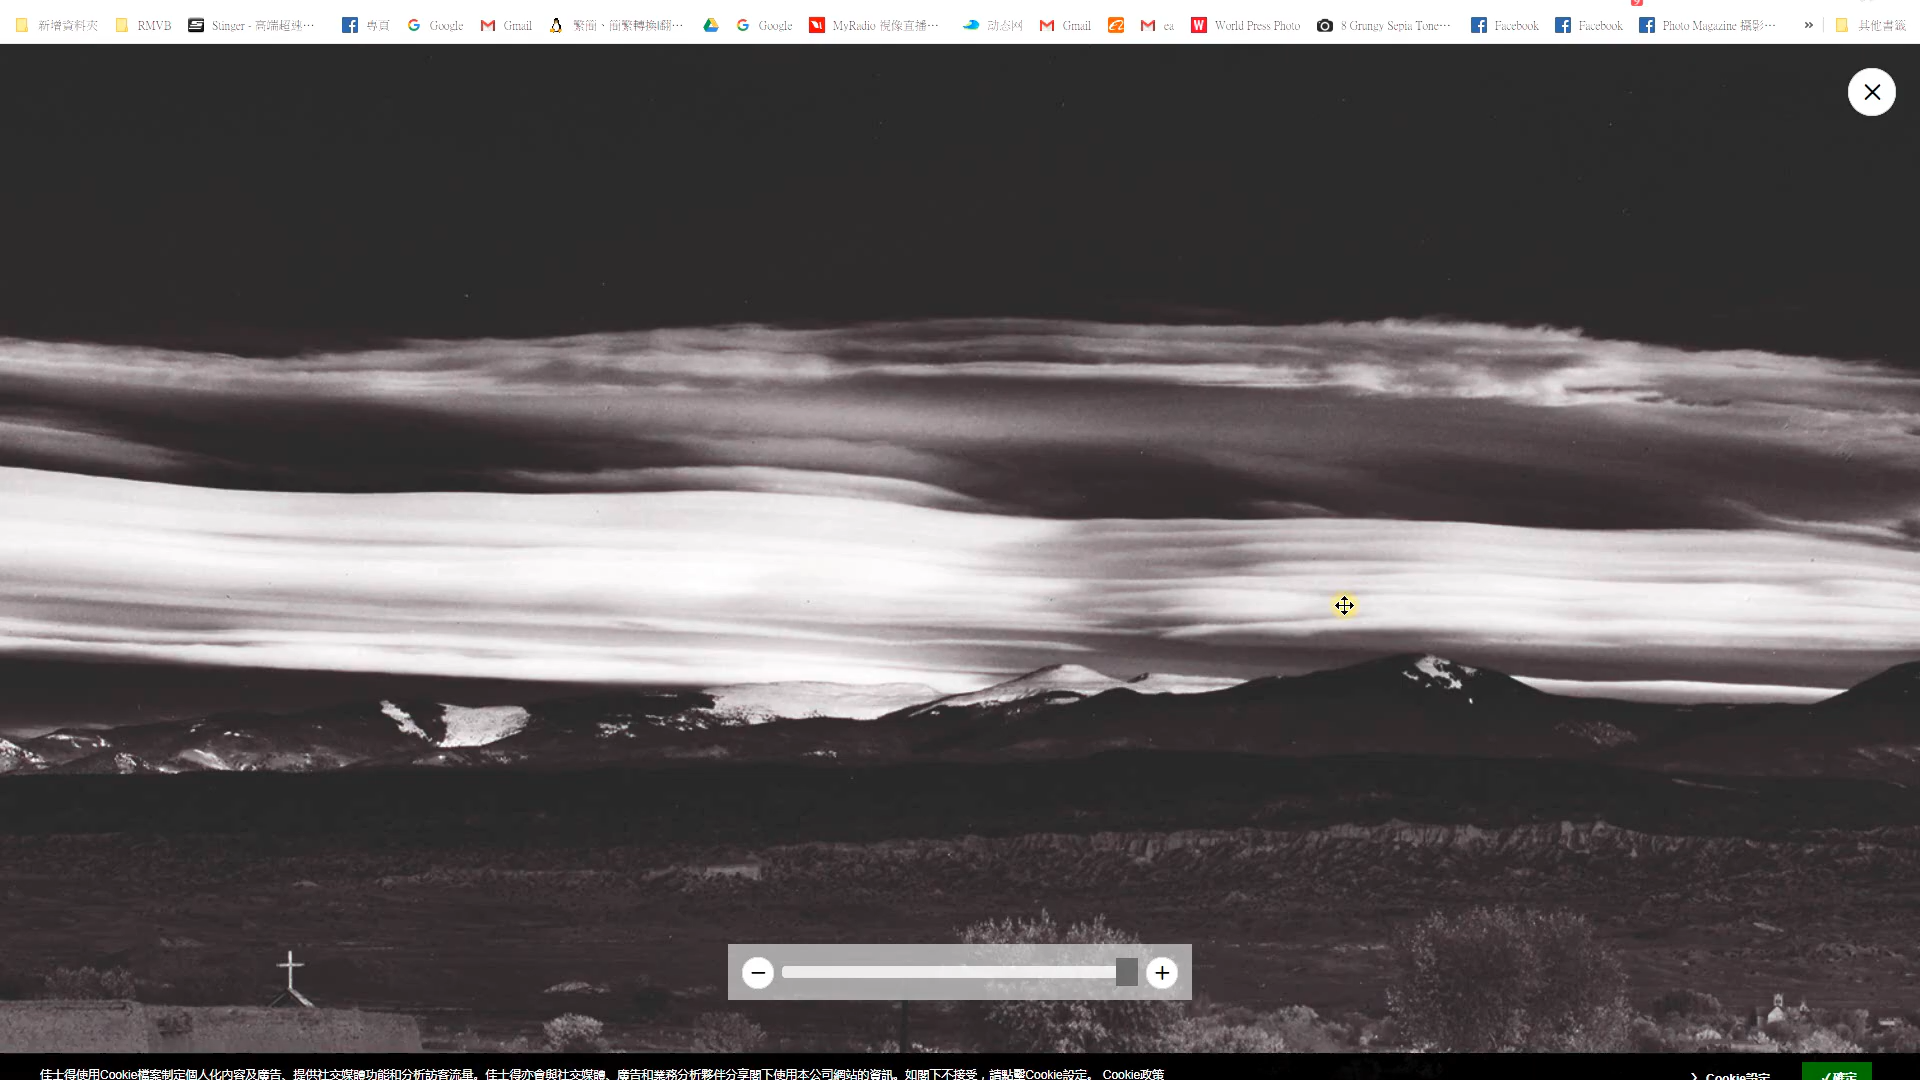 新增資料夾 RMVB Stinger - 高端超速… 專頁 Google Gmail 繁簡、簡繁轉換|翻… Google MyRadio 視像直播… 动态网 Gmail ea World Press Photo 8 Grungy Sepia Tone… Facebook Facebook Photo Magazine 攝影… » 其他書籤
佳士得使用Cookie檔案制定個人化內容及廣告、提供社交媒體功能和分析訪客流量。佳士得亦會與社交媒體、廣告和業務分析夥伴分享閣下使用本公司網站的資訊。如閣下不接受，請點擊Cookie設定。 Cookie政策
Cookie設定 ✓確定